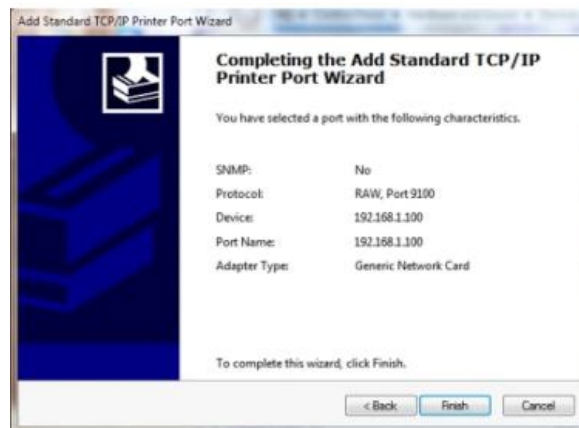 Add Standard TCP/IP Printer Port Wizard
Completing the Add Standard TCP/IP
Printer Port Wizard
You have selected a port with the following characteristics.
SNMP: No
Protocol: RAW, Port 9100
Device: 192.168.1.100
Port Name: 192.168.1.100
Adapter Type: Generic Network Card
To complete this wizard, click Finish.
< Back Finish Cancel